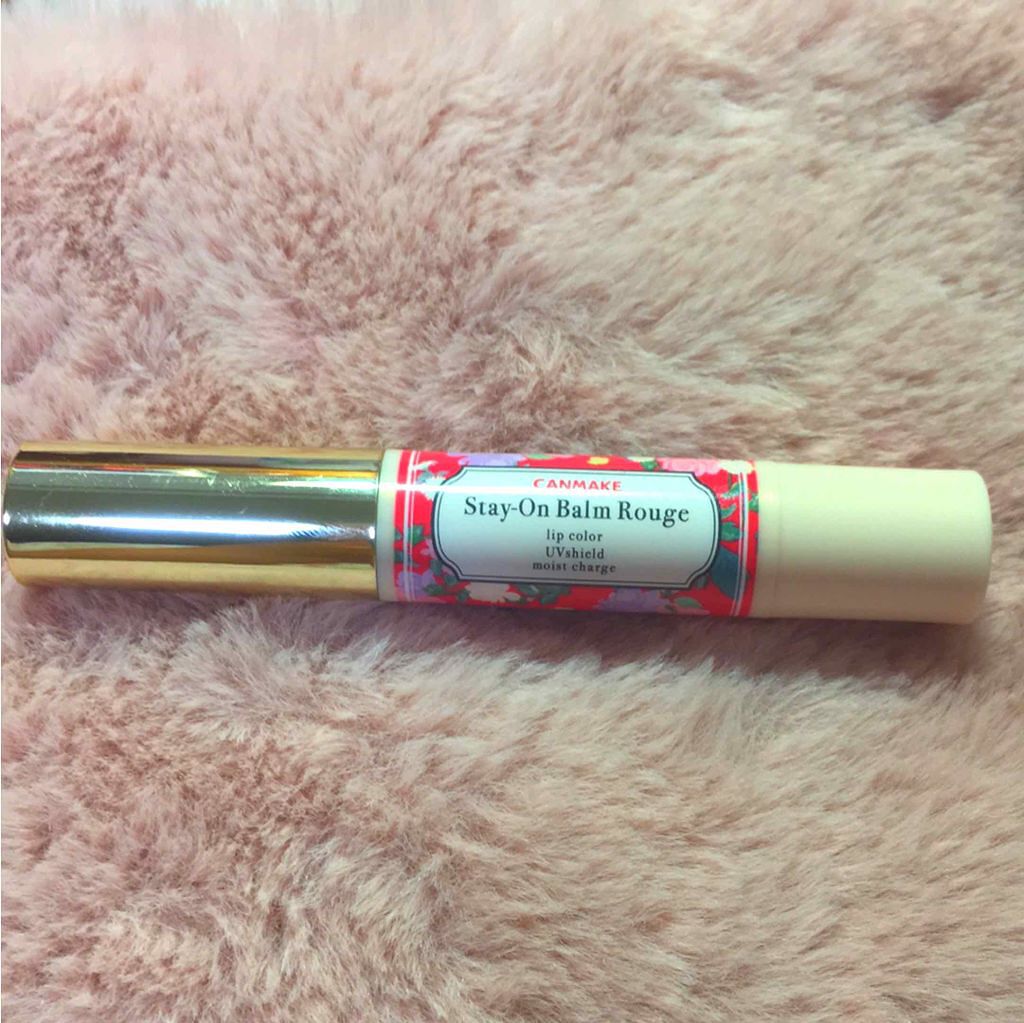 CANMAKE
Stay-On Balm Rouge
lip color
UVshield
moist charge